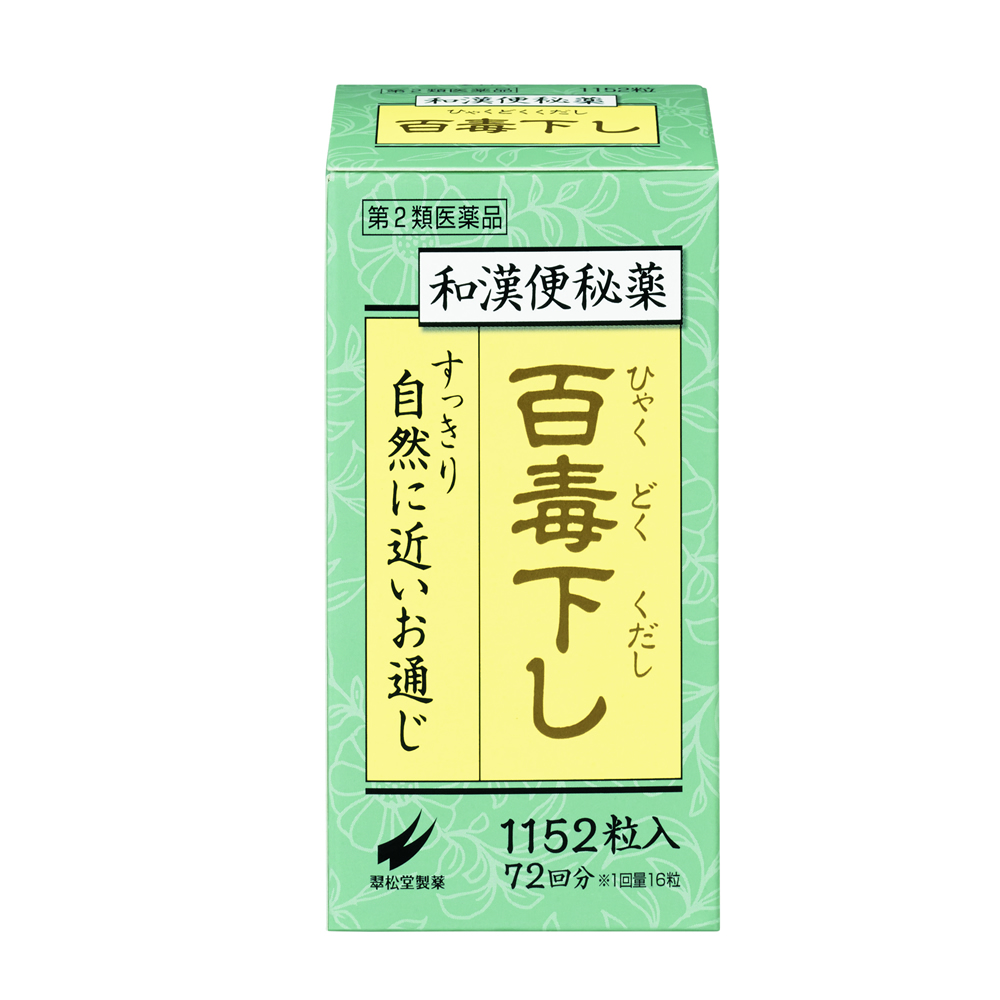 [第2類医薬品] 1152粒
和漢便秘薬
ひゃくどくくだし
百毒下し
第2類医薬品
和漢便秘薬
ひゃく どく くだし
百毒下し
すっきり
自然に近いお通じ
1152粒入
72回分 ※1回量16粒
翠松堂製薬